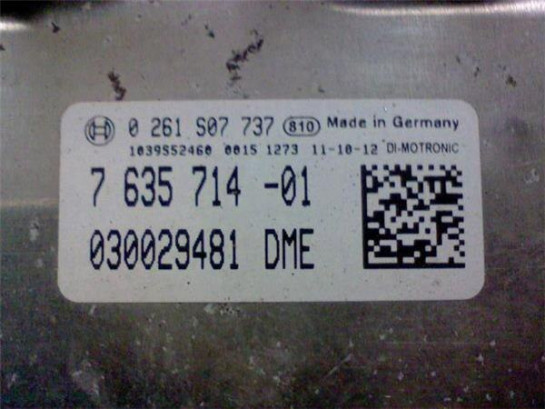 0 261 S07 737 810 Made in Germany
1039S52460 0015 1273 11-10-12 DI-MOTRONIC
7 635 714 -01
030029481 DME